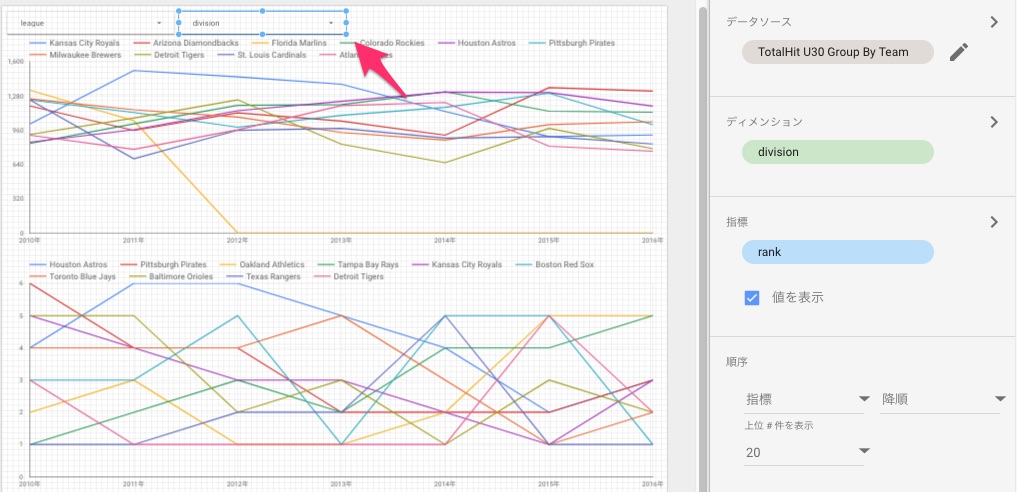 league
division
Kansas City Royals Arizona Diamondbacks Florida Marlins Colorado Rockies Houston Astros Pittsburgh Pirates
Milwaukee Brewers Detroit Tigers St. Louis Cardinals
1,600
1,280
960
640
320
0
2010年 2011年 2012年 2013年 2014年 2015年 2016年
Houston Astros Pittsburgh Pirates Oakland Athletics Tampa Bay Rays Kansas City Royals Boston Red Sox
Toronto Blue Jays Baltimore Orioles Texas Rangers Detroit Tigers
6
5
4
3
2
1
0
2010年 2011年 2012年 2013年 2014年 2015年 2016年
データソース
TotalHit U30 Group By Team
ディメンション
division
指標
rank
値を表示
順序
指標 降順
上位 # 件を表示
20